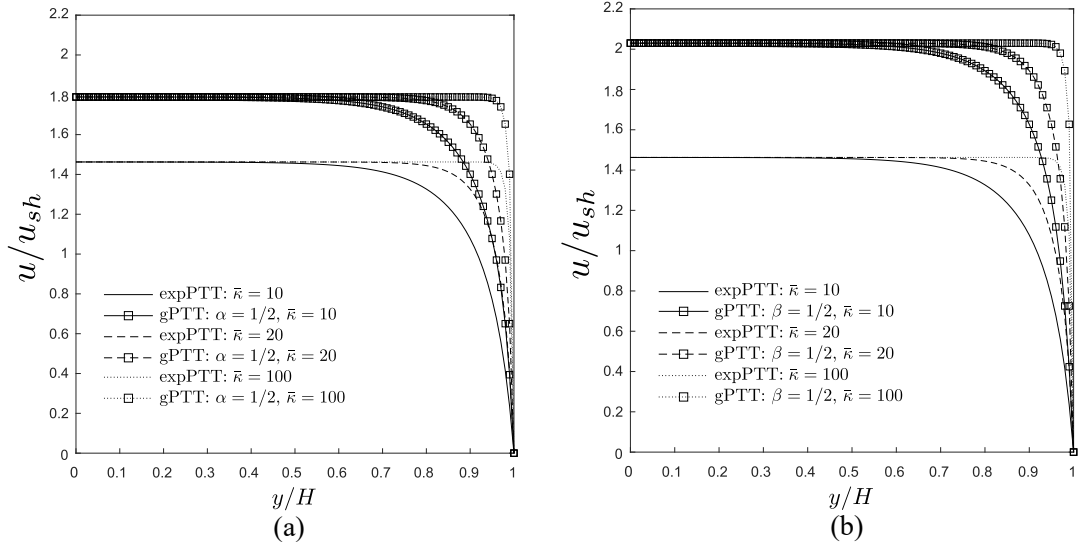 2.2
2
1.8
1.6
1.4
1.2
1
0.8
0.6
0.4
0.2
0
u/u_{sh}
expPTT: κ̄ = 10
gPTT: α = 1/2, κ̄ = 10
expPTT: κ̄ = 20
gPTT: α = 1/2, κ̄ = 20
expPTT: κ̄ = 100
gPTT: α = 1/2, κ̄ = 100
0 0.1 0.2 0.3 0.4 0.5 0.6 0.7 0.8 0.9 1
y/H
(a)
2.2
2
1.8
1.6
1.4
1.2
1
0.8
0.6
0.4
0.2
0
u/u_{sh}
expPTT: κ̄ = 10
gPTT: β = 1/2, κ̄ = 10
expPTT: κ̄ = 20
gPTT: β = 1/2, κ̄ = 20
expPTT: κ̄ = 100
gPTT: β = 1/2, κ̄ = 100
0 0.1 0.2 0.3 0.4 0.5 0.6 0.7 0.8 0.9 1
y/H
(b)